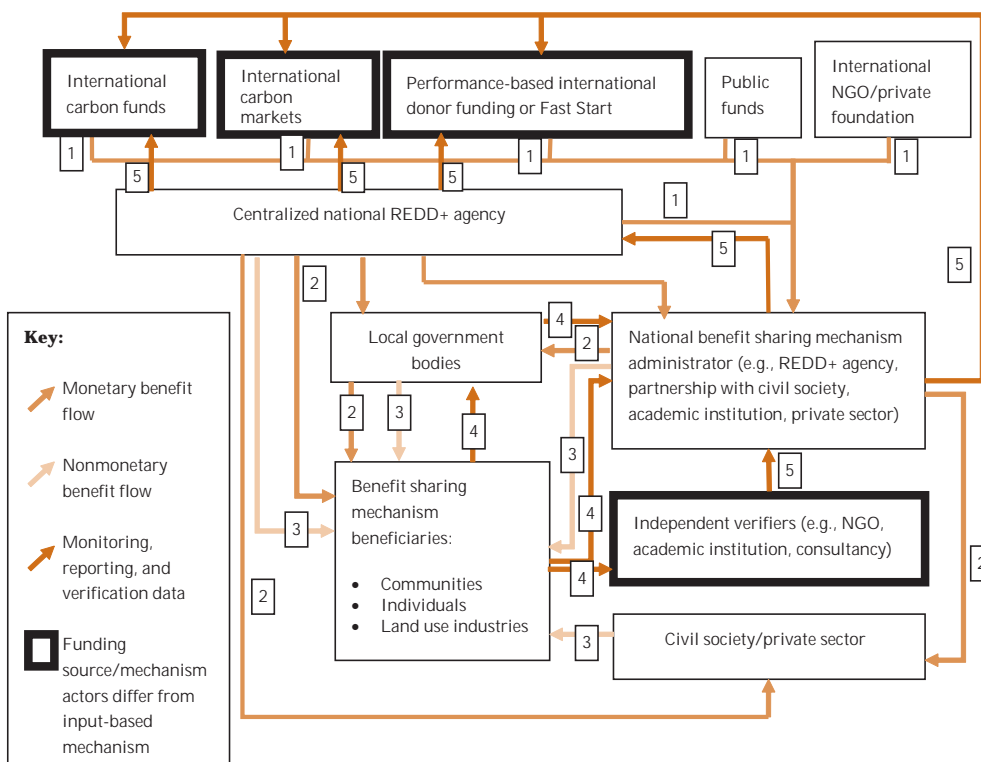 International
carbon funds
International
carbon
markets
Performance-based international
donor funding or Fast Start
Public
funds
International
NGO/private
foundation
1
1
1
1
1
5
5
5
Centralized national REDD+ agency
1
5
5
2
Key:
Monetary benefit
flow
Nonmonetary
benefit flow
Monitoring,
reporting, and
verification data
Funding
source/mechanism
actors differ from
input-based
mechanism
Local government
bodies
4
2
National benefit sharing mechanism
administrator (e.g., REDD+ agency,
partnership with civil society,
academic institution, private sector)
2
3
4
3
5
Benefit sharing
mechanism
beneficiaries:
• Communities
• Individuals
• Land use industries
3
4
4
Independent verifiers (e.g., NGO,
academic institution, consultancy)
2
2
3
Civil society/private sector